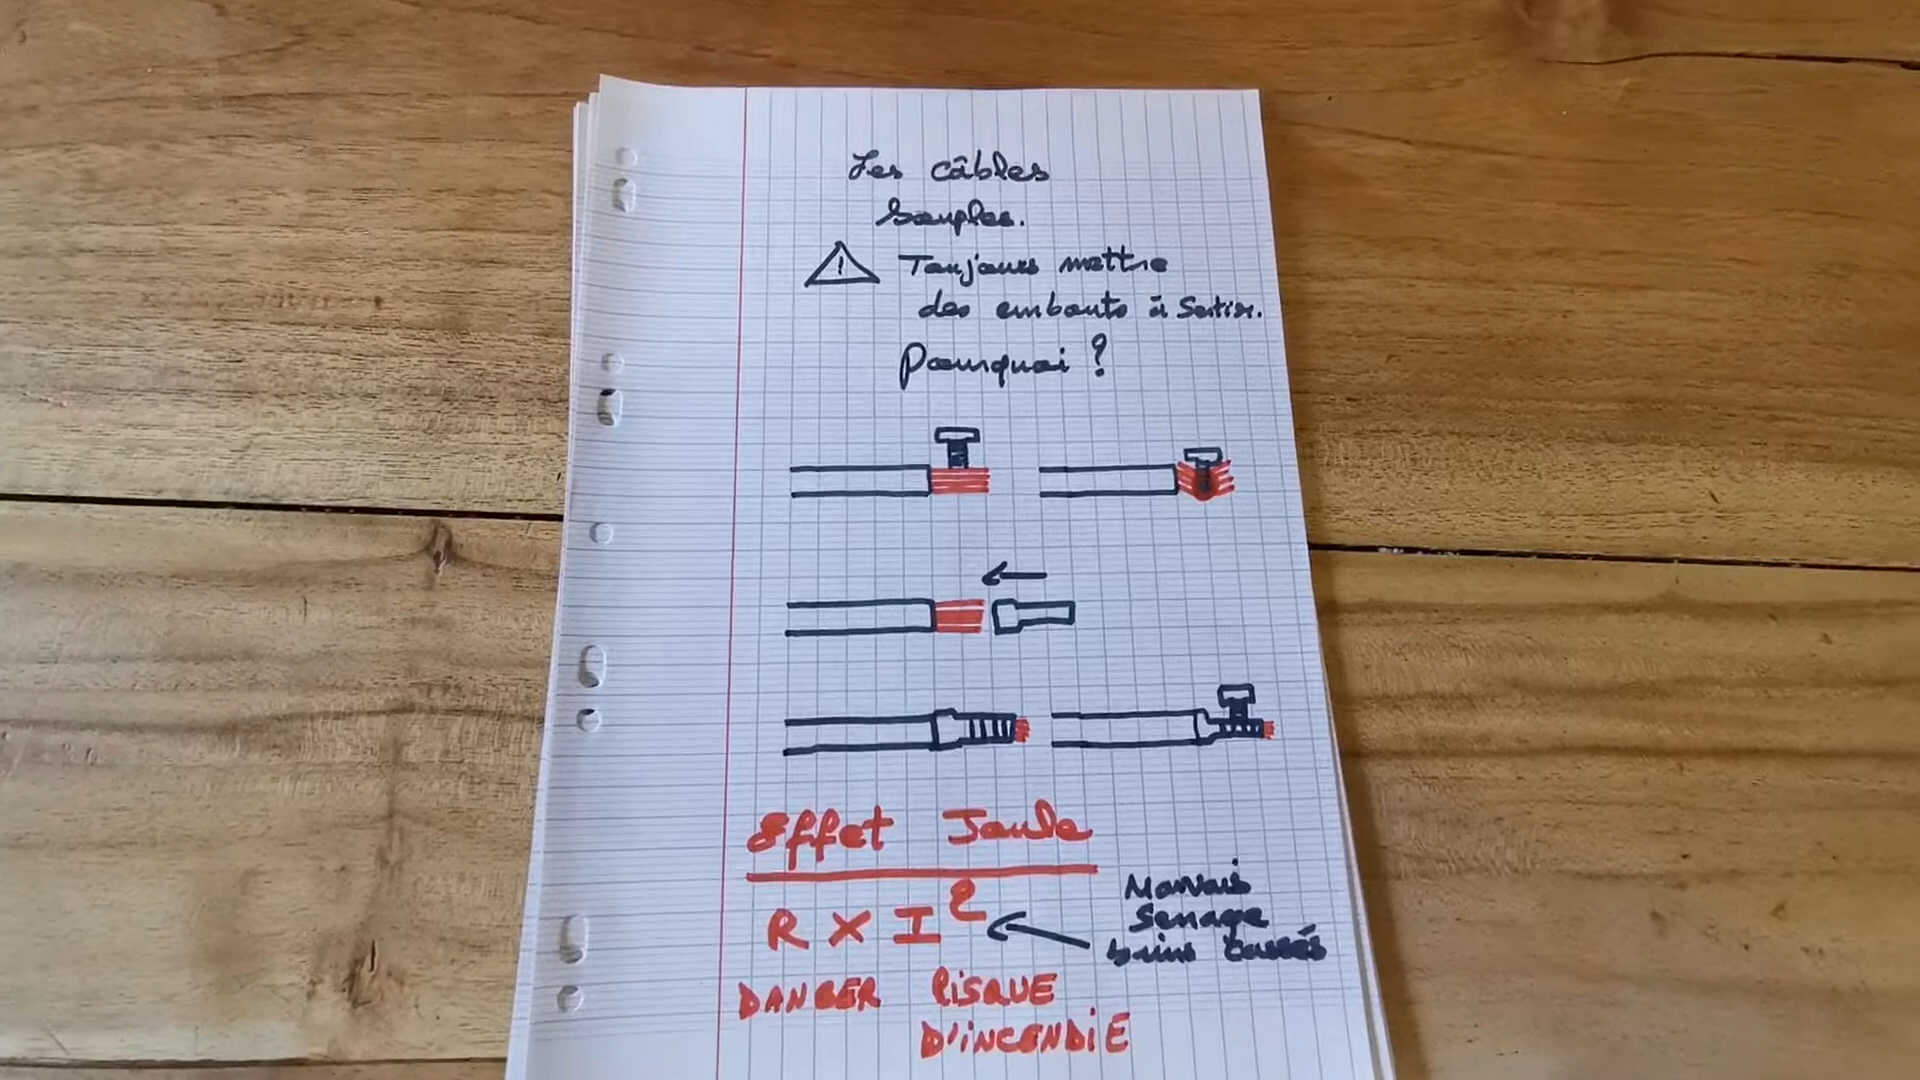 Les câbles
souples.
! Toujours mettre
des embouts à sertir.
Pourquoi ?
Effet Joule
R X I²
Mauvais
serrage
brins cassés
DANGER RISQUE
D'INCENDIE